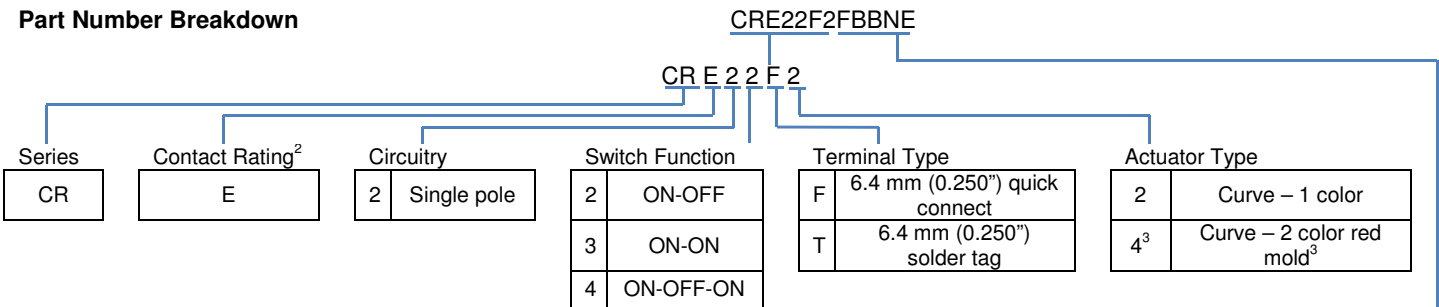 Part Number Breakdown
CRE22F2FBBNE
CR E 2 2 F 2
Series
CR
Contact Rating2
E
Circuitry
2 Single pole
Switch Function
2 ON-OFF
3 ON-ON
4 ON-OFF-ON
Terminal Type
F 6.4 mm (0.250”) quick
connect
T 6.4 mm (0.250”)
solder tag
Actuator Type
2 Curve – 1 color
4³ Curve – 2 color red
mold³